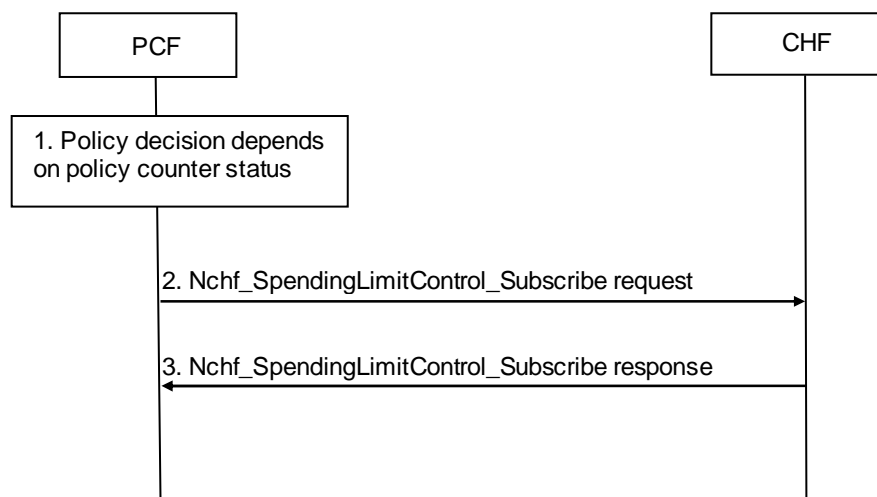 PCF
CHF
1. Policy decision depends
on policy counter status
2. Nchf_SpendingLimitControl_Subscribe request
3. Nchf_SpendingLimitControl_Subscribe response